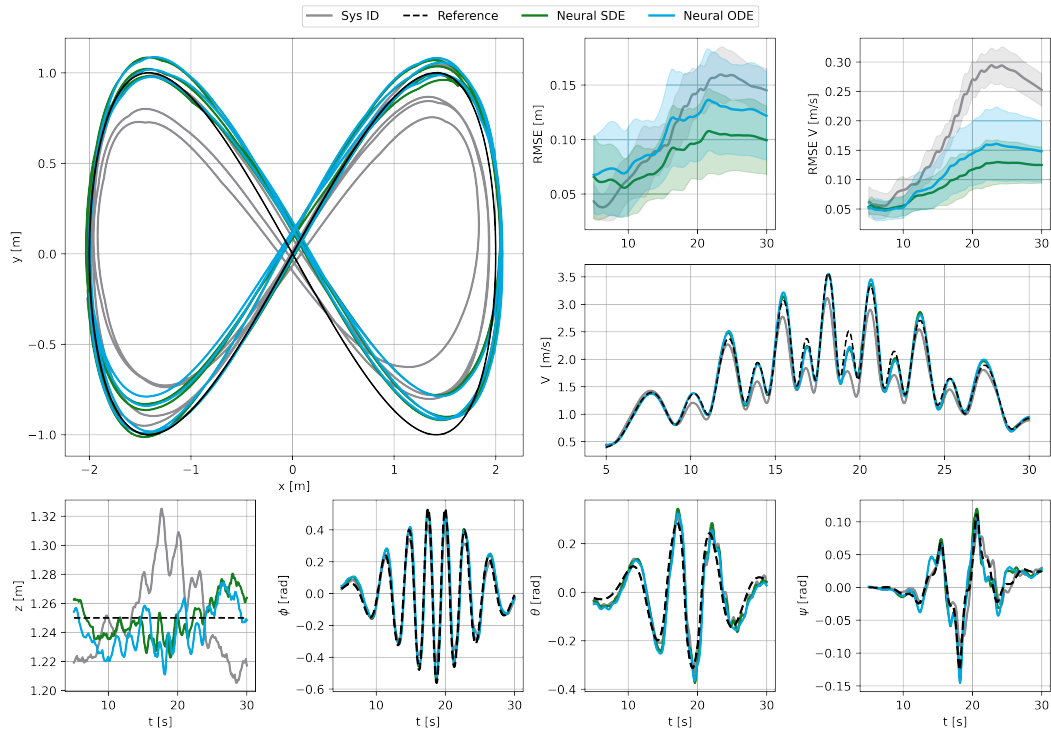 Sys ID Reference Neural SDE Neural ODE
1.0
0.5
0.0
−0.5
−1.0
y [m]
−2 −1 0 1 2
x [m]
0.15
0.10
0.05
RMSE [m]
10 20 30
0.30
0.25
0.20
0.15
0.10
0.05
RMSE V [m/s]
10 20 30
3.5
3.0
2.5
2.0
1.5
1.0
0.5
V [m/s]
5 10 15 20 25 30
1.32
1.30
1.28
1.26
1.24
1.22
1.20
z [m]
10 20 30
t [s]
0.4
0.2
0.0
−0.2
−0.4
−0.6
ϕ [rad]
10 20 30
t [s]
0.2
0.0
−0.2
−0.4
θ [rad]
10 20 30
t [s]
0.10
0.05
0.00
−0.05
−0.10
−0.15
ψ [rad]
10 20 30
t [s]